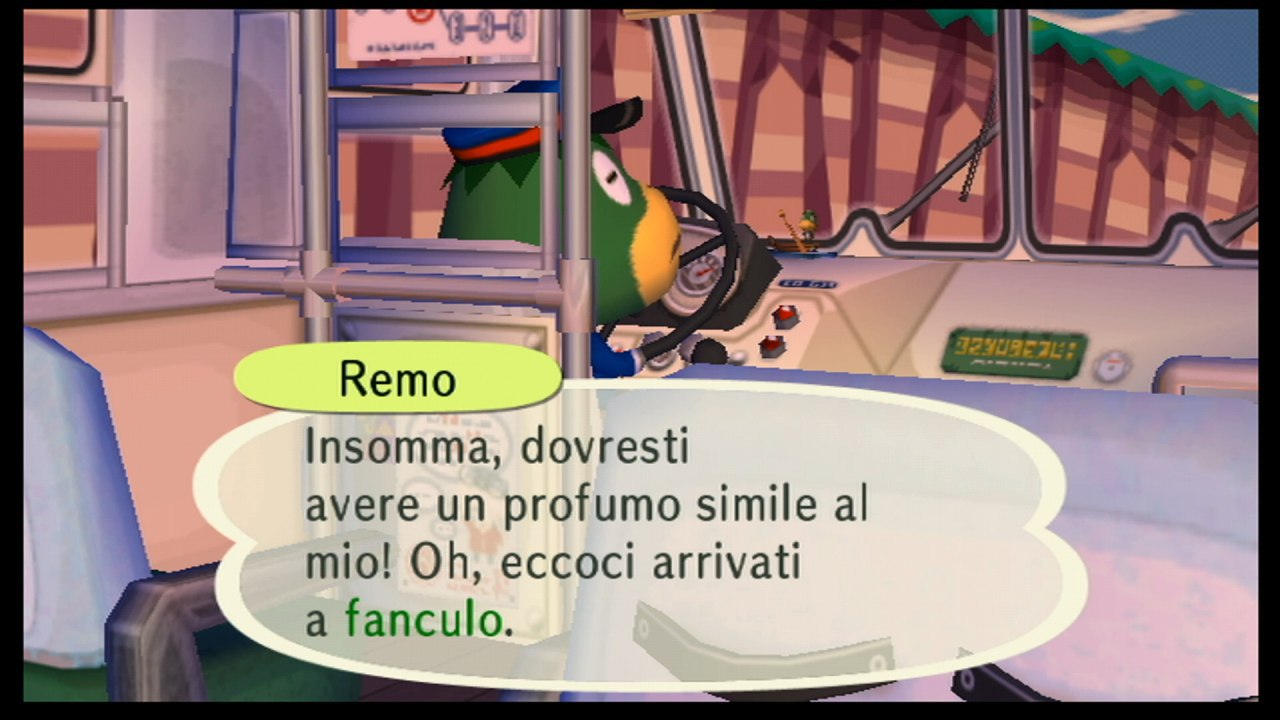 Remo
Insomma, dovresti
avere un profumo simile al
mio! Oh, eccoci arrivati
a fanculo.